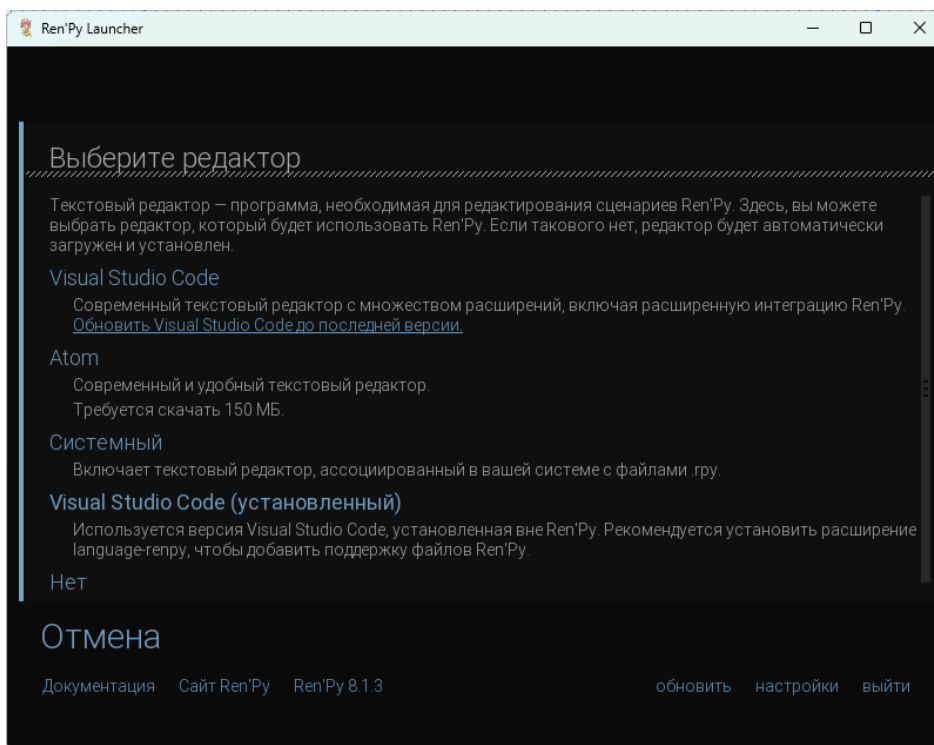 Ren'Py Launcher
Выберите редактор
Текстовый редактор — программа, необходимая для редактирования сценариев Ren'Py. Здесь, вы можете
выбрать редактор, который будет использовать Ren'Py. Если такового нет, редактор будет автоматически
загружен и установлен.
Visual Studio Code
Современный текстовый редактор с множеством расширений, включая расширенную интеграцию Ren'Py.
Обновить Visual Studio Code до последней версии.
Atom
Современный и удобный текстовый редактор.
Требуется скачать 150 МБ.
Системный
Включает текстовый редактор, ассоциированный в вашей системе с файлами .rpy.
Visual Studio Code (установленный)
Используется версия Visual Studio Code, установленная вне Ren'Py. Рекомендуется установить расширение
language-renpy, чтобы добавить поддержку файлов Ren'Py.
Нет
Отмена
Документация Сайт Ren'Py Ren'Py 8.1.3 обновить настройки выйти